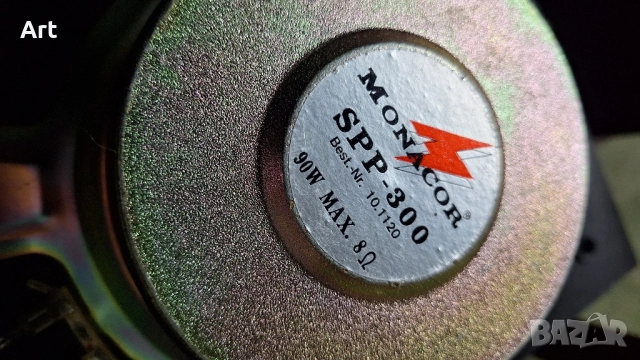 Art
MONACOR®
SPP-300
Best.-Nr. 10.1120
90W MAX. 8Ω
BAZAR